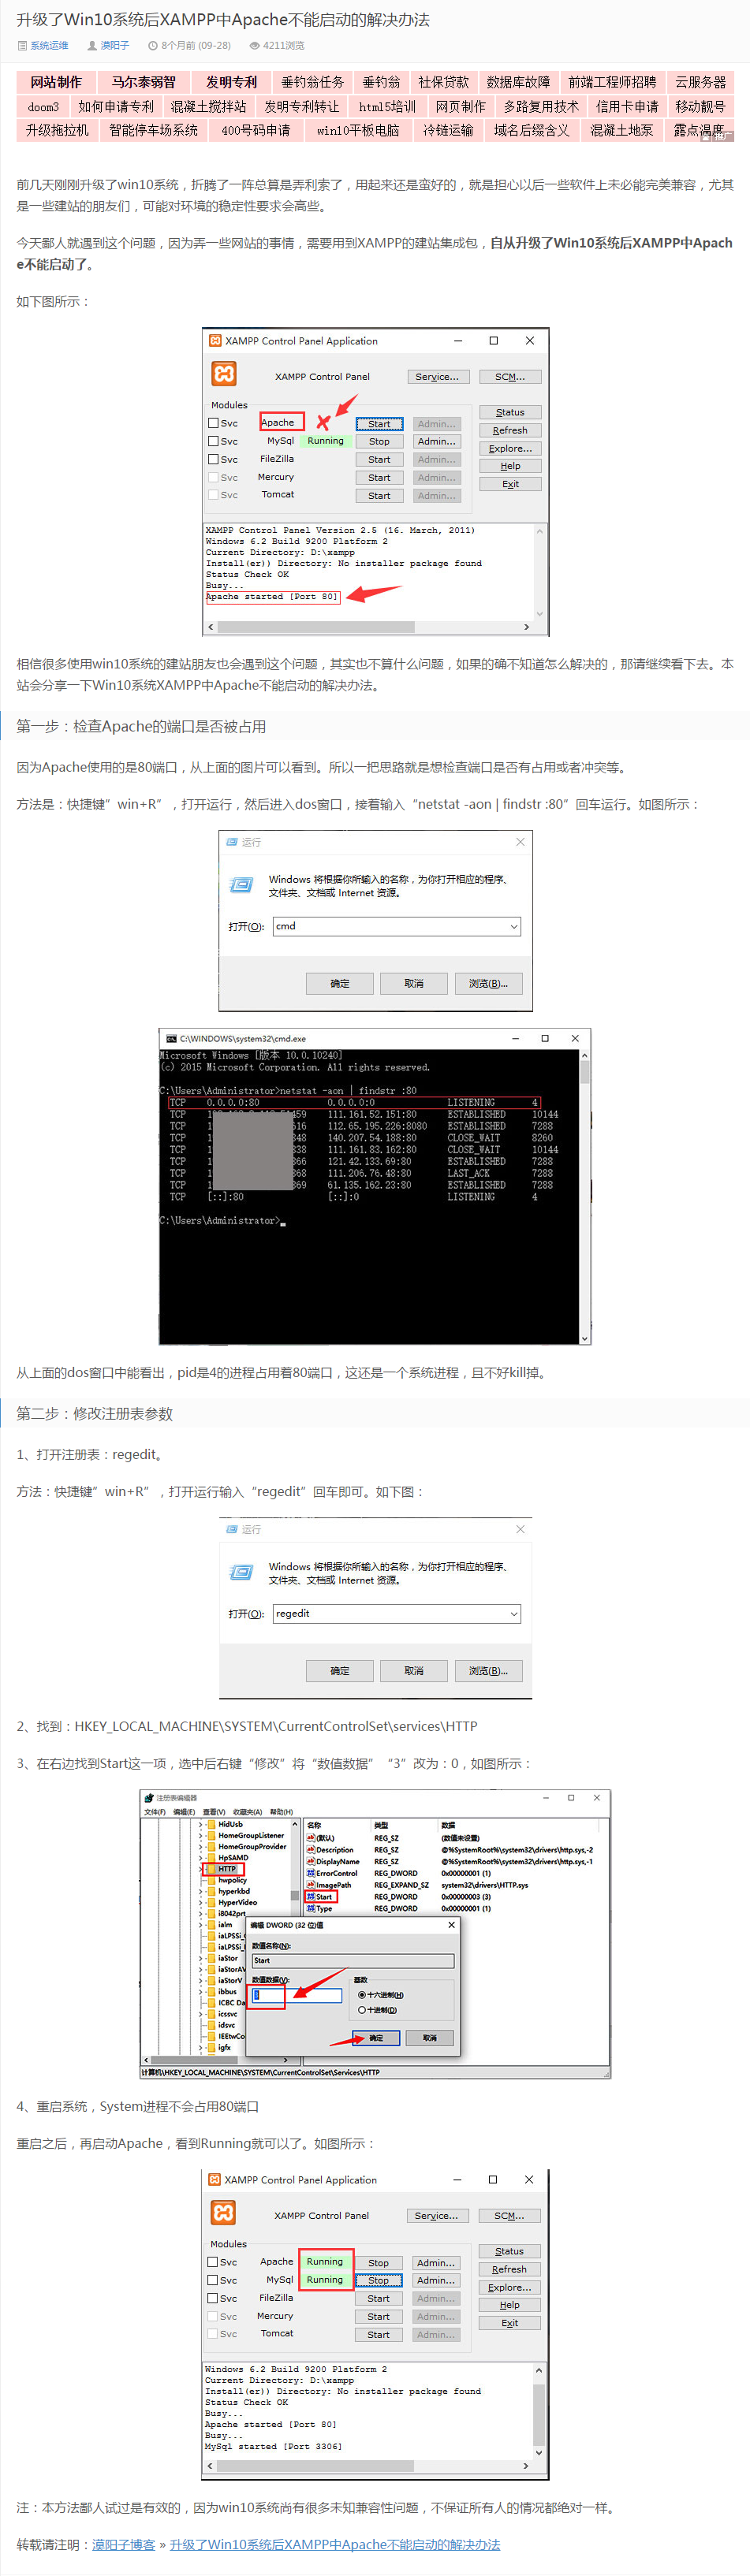 升级了Win10系统后XAMPP中Apache不能启动的解决办法
系统运维 漠阳子 8个月前 (09-28) 4211浏览
网站制作 马尔泰弱智 发明专利 垂钓翁任务 垂钓翁 社保贷款 数据库故障 前端工程师招聘 云服务器
doom3 如何申请专利 混凝土搅拌站 发明专利转让 html5培训 网页制作 多路复用技术 信用卡申请 移动靓号
升级拖拉机 智能停车场系统 400号码申请 win10平板电脑 冷链运输 域名后缀含义 混凝土地泵 露点温度
前几天刚刚升级了win10系统，折腾了一阵总算是弄利索了，用起来还是蛮好的，就是担心以后一些软件上未必能完美兼容，尤其
是一些建站的朋友们，可能对环境的稳定性要求会高些。
今天鄙人就遇到这个问题，因为弄一些网站的事情，需要用到XAMPP的建站集成包，自从升级了Win10系统后XAMPP中Apach
e不能启动了。
如下图所示：
XAMPP Control Panel Application
XAMPP Control Panel Service... SCM...
Modules
Svc Apache Start Admin...
Svc MySql Running Stop Admin...
Svc FileZilla Start Admin...
Svc Mercury Start Admin...
Svc Tomcat Start Admin...
Status
Refresh
Explore...
Help
Exit
XAMPP Control Panel Version 2.5 (16. March, 2011)
Windows 6.2 Build 9200 Platform 2
Current Directory: D:\xampp
Install(er)) Directory: No installer package found
Status Check OK
Busy...
Apache started [Port 80]
相信很多使用win10系统的建站朋友也会遇到这个问题，其实也不算什么问题，如果的确不知道怎么解决的，那请继续看下去。本
站会分享一下Win10系统XAMPP中Apache不能启动的解决办法。
第一步：检查Apache的端口是否被占用
因为Apache使用的是80端口，从上面的图片可以看到。所以一把思路就是想检查端口是否有占用或者冲突等。
方法是：快捷键”win+R”，打开运行，然后进入dos窗口，接着输入“netstat -aon | findstr :80”回车运行。如图所示：
运行
Windows 将根据你所输入的名称，为你打开相应的程序、
文件夹、文档或 Internet 资源。
打开(O): cmd
确定 取消 浏览(B)...
C:\WINDOWS\system32\cmd.exe
Microsoft Windows [版本 10.0.10240]
(c) 2015 Microsoft Corporation. All rights reserved.
C:\Users\Administrator>netstat -aon | findstr :80
TCP 0.0.0.0:80 0.0.0.0:0 LISTENING 4
TCP 459 111.161.52.151:80 ESTABLISHED 10144
TCP 616 112.65.195.226:8080 ESTABLISHED 7288
TCP 348 140.207.54.188:80 CLOSE_WAIT 8260
TCP 338 111.161.83.162:80 CLOSE_WAIT 10144
TCP 366 121.42.133.69:80 ESTABLISHED 7288
TCP 368 111.206.76.48:80 LAST_ACK 7288
TCP 369 61.135.162.23:80 ESTABLISHED 7288
TCP [::]:80 [::]:0 LISTENING 4
C:\Users\Administrator>
从上面的dos窗口中能看出，pid是4的进程占用着80端口，这还是一个系统进程，且不好kill掉。
第二步：修改注册表参数
1、打开注册表：regedit。
方法：快捷键”win+R”，打开运行输入“regedit”回车即可。如下图：
运行
Windows 将根据你所输入的名称，为你打开相应的程序、
文件夹、文档或 Internet 资源。
打开(O): regedit
确定 取消 浏览(B)...
2、找到：HKEY_LOCAL_MACHINE\SYSTEM\CurrentControlSet\services\HTTP
3、在右边找到Start这一项，选中后右键“修改”将“数值数据”“3”改为：0，如图所示：
注册表编辑器
文件(F) 编辑(E) 查看(V) 收藏夹(A) 帮助(H)
HidUsb
HomeGroupListener
HomeGroupProvider
HpSAMD
HTTP
hwpolicy
hyperkbd
HyperVideo
i8042prt
ialm
iaLPSSi_
iaLPSSi_
iaStor
iaStorAV
iaStorV
ibbus
ICBC Da
icssvc
idsvc
IEEtwCo
igfx
名称 类型 数据
(默认) REG_SZ (数值未设置)
Description REG_SZ @%SystemRoot%\system32\drivers\http.sys,-2
DisplayName REG_SZ @%SystemRoot%\system32\drivers\http.sys,-1
ErrorControl REG_DWORD 0x00000001 (1)
ImagePath REG_EXPAND_SZ system32\drivers\HTTP.sys
Start REG_DWORD 0x00000003 (3)
Type REG_DWORD 0x00000001 (1)
编辑 DWORD (32 位)值
数值名称(N):
Start
数值数据(V): 基数
3 十六进制(H)
十进制(D)
确定 取消
计算机\HKEY_LOCAL_MACHINE\SYSTEM\CurrentControlSet\Services\HTTP
4、重启系统，System进程不会占用80端口
重启之后，再启动Apache，看到Running就可以了。如图所示：
XAMPP Control Panel Application
XAMPP Control Panel Service... SCM...
Modules
Svc Apache Running Stop Admin...
Svc MySql Running Stop Admin...
Svc FileZilla Start Admin...
Svc Mercury Start Admin...
Svc Tomcat Start Admin...
Status
Refresh
Explore...
Help
Exit
Windows 6.2 Build 9200 Platform 2
Current Directory: D:\xampp
Install(er)) Directory: No installer package found
Status Check OK
Busy...
Apache started [Port 80]
Busy...
MySql started [Port 3306]
注：本方法鄙人试过是有效的，因为win10系统尚有很多未知兼容性问题，不保证所有人的情况都绝对一样。
转载请注明：漠阳子博客 » 升级了Win10系统后XAMPP中Apache不能启动的解决办法